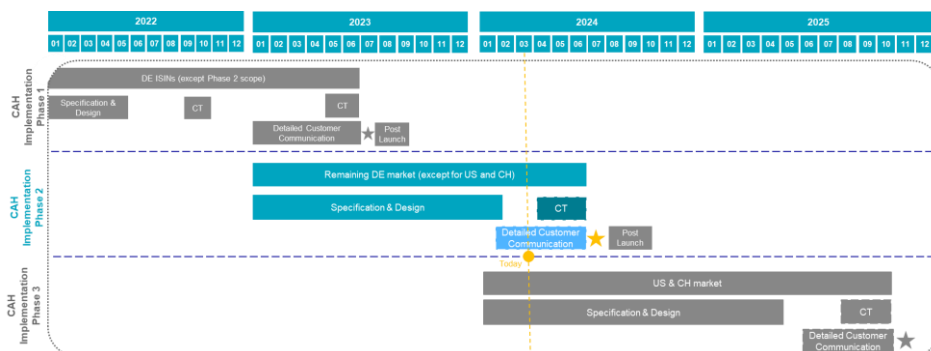 2022 2023 2024 2025
01 02 03 04 05 06 07 08 09 10 11 12 01 02 03 04 05 06 07 08 09 10 11 12 01 02 03 04 05 06 07 08 09 10 11 12 01 02 03 04 05 06 07 08 09 10 11 12
CAH
Implementation
Phase 1
DE ISINs (except Phase 2 scope)
Specification &
Design
CT
CT
Detailed Customer
Communication
Post
Launch
CAH
Implementation
Phase 2
Remaining DE market (except for US and CH)
Specification & Design
CT
Detailed Customer
Communication
Post
Launch
Today
CAH
Implementation
Phase 3
US & CH market
Specification & Design
CT
Detailed Customer
Communication